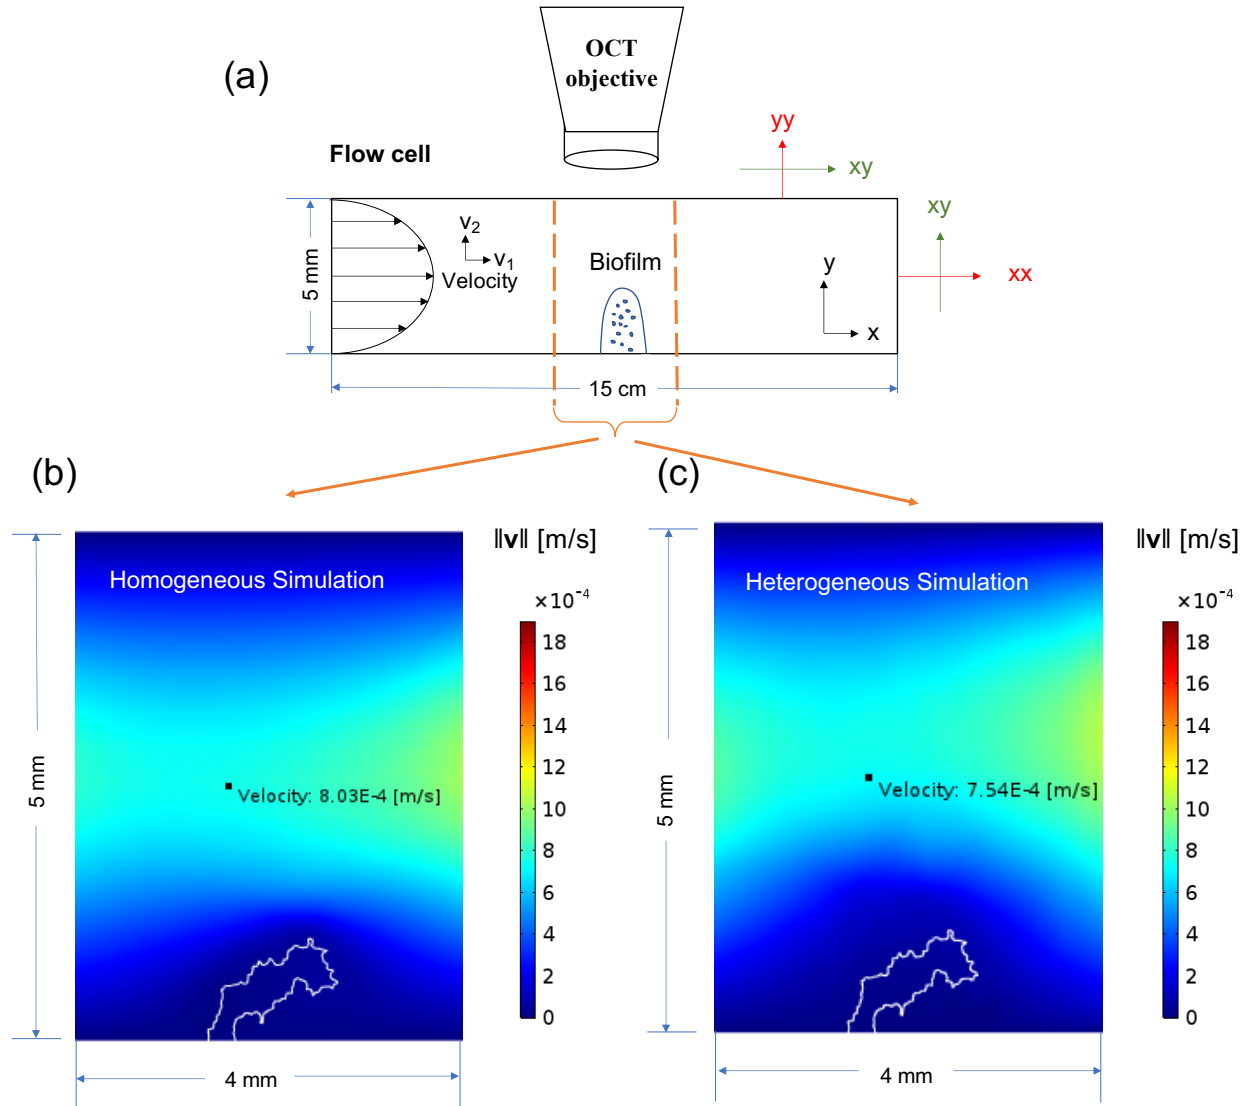 OCT
objective
(a)
yy
Flow cell
xy
xy
v2
v1
Velocity
Biofilm
y
x
xx
5 mm
15 cm
(b)
(c)
‖v‖ [m/s]
‖v‖ [m/s]
Homogeneous Simulation
Heterogeneous Simulation
×10⁻⁴
18
16
14
12
10
8
6
4
2
0
×10⁻⁴
18
16
14
12
10
8
6
4
2
0
Velocity: 8.03E-4 [m/s]
Velocity: 7.54E-4 [m/s]
5 mm
5 mm
4 mm
4 mm